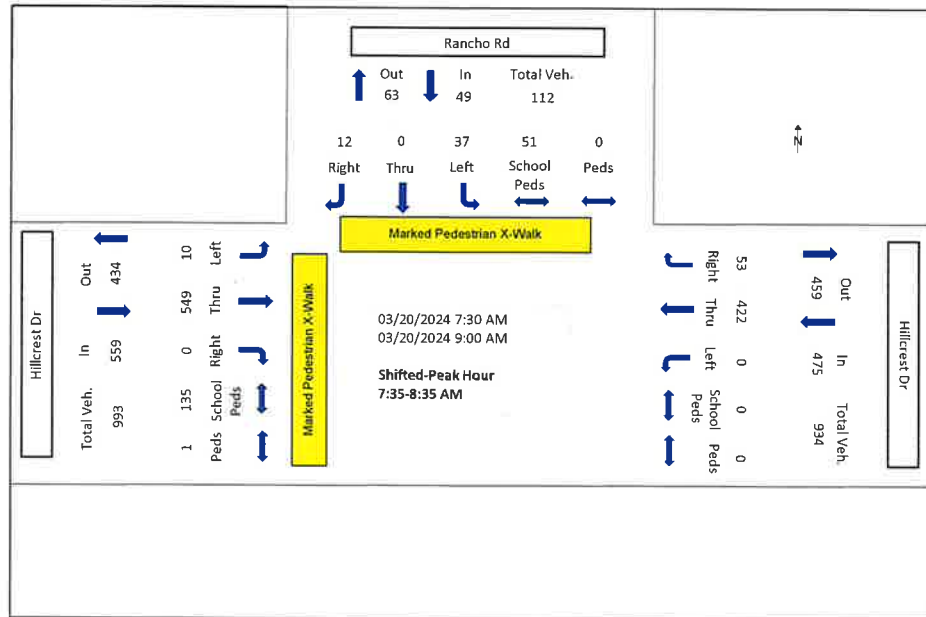 Rancho Rd
Out In Total Veh.
63 49 112
12 0 37 51 0
Right Thru Left School Peds
Peds
Marked Pedestrian X-Walk
N
Hillcrest Dr
Out In Total Veh.
434 559 993
10 549 0 135 1
Left Thru Right School Peds
Peds
Marked Pedestrian X-Walk
03/20/2024 7:30 AM
03/20/2024 9:00 AM
Shifted-Peak Hour
7:35-8:35 AM
Right Thru Left School Peds
Peds
53 422 0 0 0
Out In Total Veh.
459 475 934
Hillcrest Dr